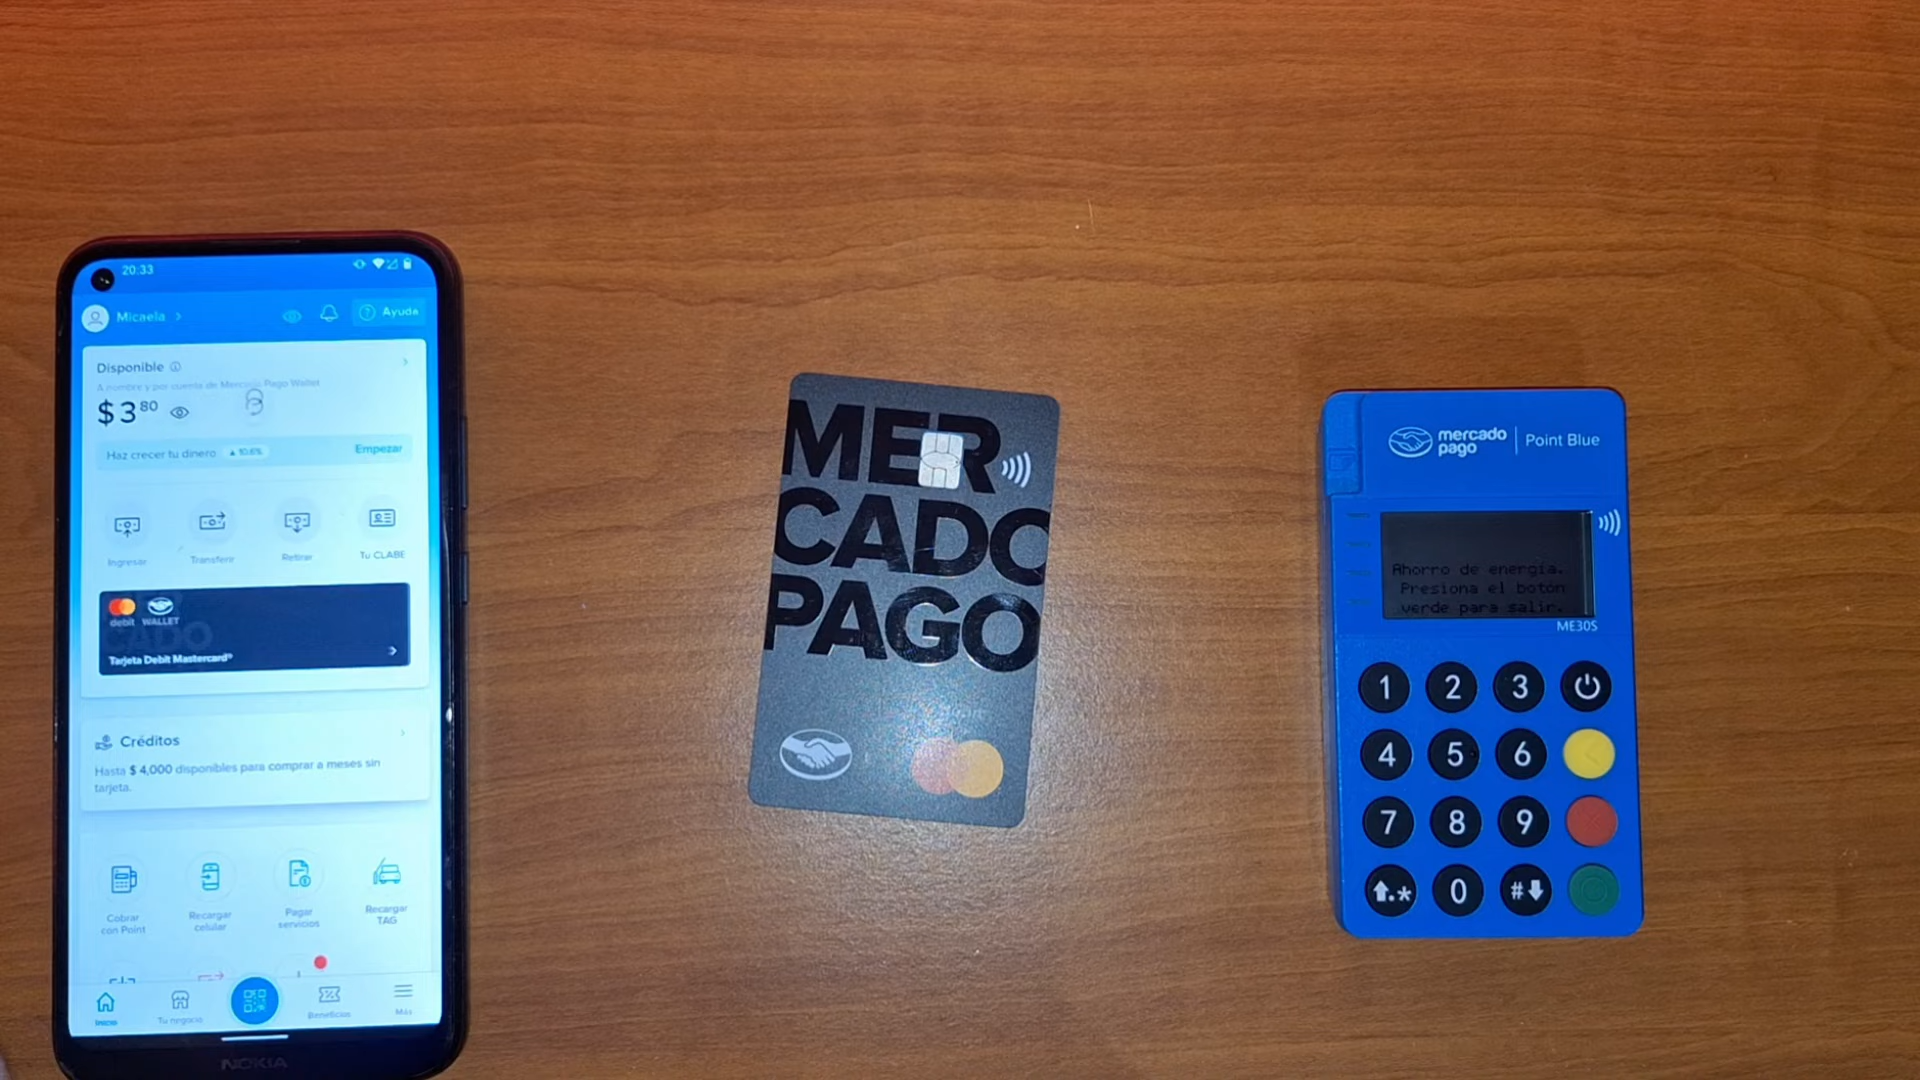 20:33
Micaela
Ayuda
Disponible
A nombre y por cuenta de Mercado Pago Wallet
$ 3 80
Haz crecer tu dinero ▲ 10.6% Empezar
Ingresar Transferir Retirar Tu CLABE
debit WALLET
CADO
Tarjeta Debit Mastercard®
Créditos
Hasta $ 4,000 disponibles para comprar a meses sin
tarjeta.
Cobrar
con Point
Recargar
celular
Pagar
servicios
Recargar
TAG
Inicio Tu negocio Beneficios Más
NOKIA
MER
CADO
PAGO
mercado
pago
Point Blue
Ahorro de energía.
Presiona el botón
verde para salir.
ME30S
1 2 3
4 5 6
7 8 9
.* 0 #